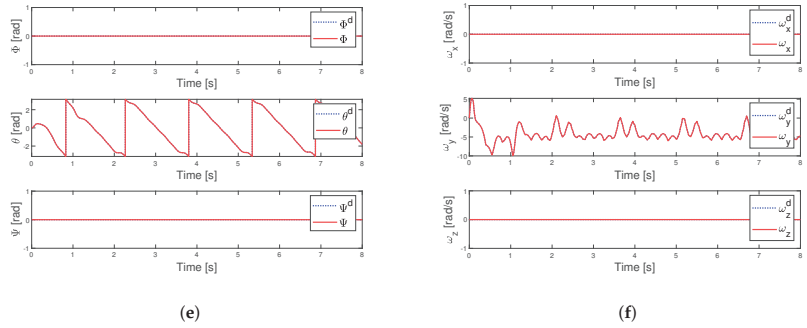 Φ [rad]
1
0
-1
0 1 2 3 4 5 6 7 8
Time [s]
Φ^d
Φ
θ [rad]
2
0
-2
0 1 2 3 4 5 6 7 8
Time [s]
θ^d
θ
Ψ [rad]
1
0
-1
0 1 2 3 4 5 6 7 8
Time [s]
Ψ^d
Ψ
(e)
ω_x [rad/s]
1
0
-1
0 1 2 3 4 5 6 7 8
Time [s]
ω_x^d
ω_x
ω_y [rad/s]
5
0
-5
-10
0 1 2 3 4 5 6 7 8
Time [s]
ω_y^d
ω_y
ω_z [rad/s]
1
0
-1
0 1 2 3 4 5 6 7 8
Time [s]
ω_z^d
ω_z
(f)